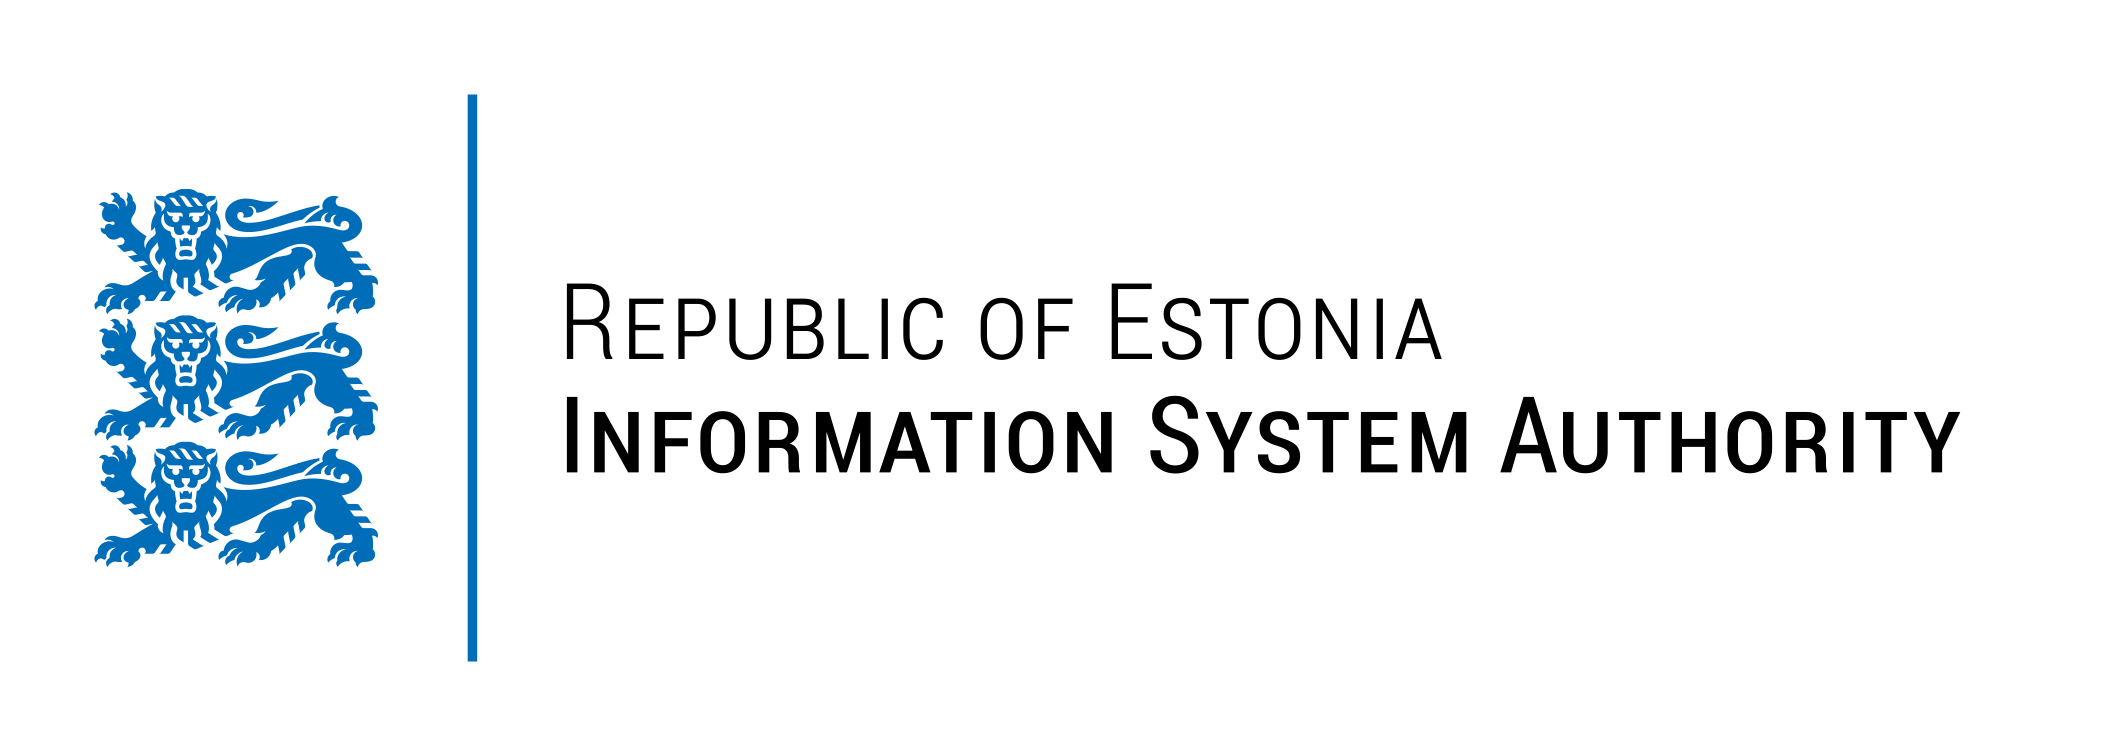 Republic of Estonia
Information System Authority